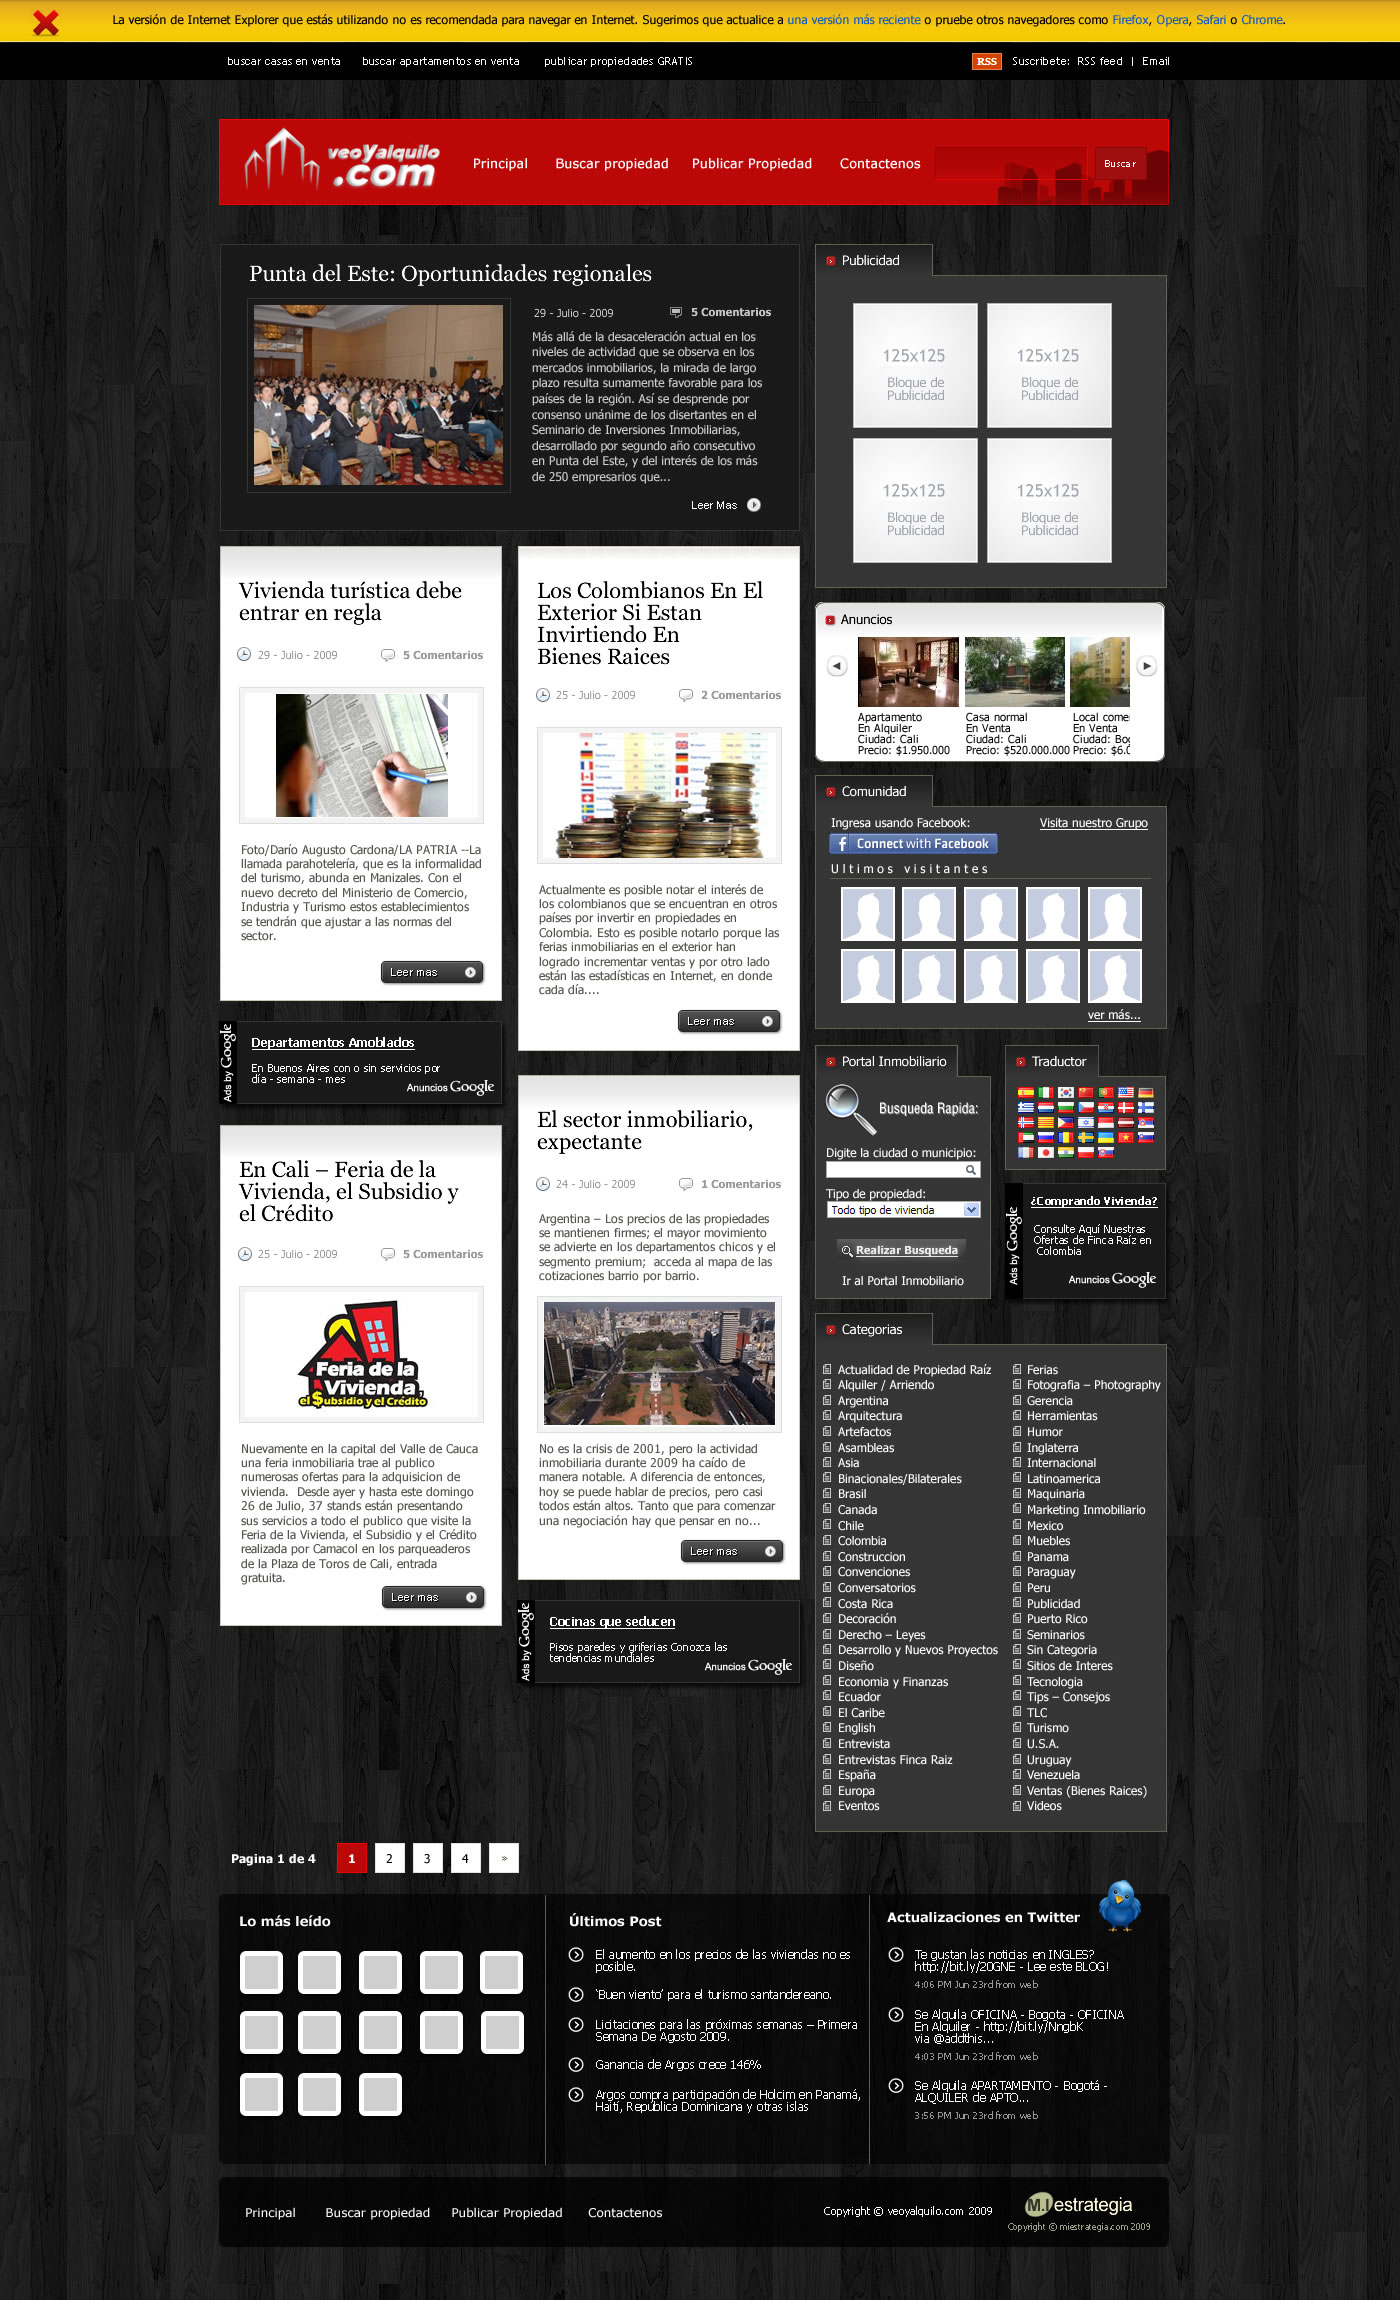 La versión de Internet Explorer que estás utilizando no es recomendada para navegar en Internet. Sugerimos que actualice a una versión más reciente o pruebe otros navegadores como Firefox, Opera, Safari o Chrome.
buscar casas en venta
buscar apartamentos en venta
publicar propiedades GRATIS
RSS Suscribete: RSS feed | Email
veoyalquilo
.com
Principal
Buscar propiedad
Publicar Propiedad
Contactenos
Buscar
Punta del Este: Oportunidades regionales
29 - Julio - 2009
5 Comentarios
Más allá de la desaceleración actual en los
niveles de actividad que se observa en los
mercados inmobiliarios, la mirada de largo
plazo resulta sumamente favorable para los
países de la región. Así se desprende por
consenso unánime de los disertantes en el
Seminario de Inversiones Inmobiliarias,
desarrollado por segundo año consecutivo
en Punta del Este, y del interés de los más
de 250 empresarios que...
Leer Mas
Vivienda turística debe
entrar en regla
29 - Julio - 2009
5 Comentarios
Foto/Darío Augusto Cardona/LA PATRIA --La
llamada parahotelería, que es la informalidad
del turismo, abunda en Manizales. Con el
nuevo decreto del Ministerio de Comercio,
Industria y Turismo estos establecimientos
se tendrán que ajustar a las normas del
sector.
Leer mas
Ads by Google
Departamentos Amoblados
En Buenos Aires con o sin servicios por
día - semana - mes
Anuncios Google
En Cali – Feria de la
Vivienda, el Subsidio y
el Crédito
25 - Julio - 2009
5 Comentarios
Feria de la
Vivienda,
el $ubsidio y el Crédito
Nuevamente en la capital del Valle de Cauca
una feria inmobiliaria trae al publico
numerosas ofertas para la adquisicion de
vivienda.  Desde ayer y hasta este domingo
26 de Julio, 37 stands están presentando
sus servicios a todo el publico que visite la
Feria de la Vivienda, el Subsidio y el Crédito
realizada por Camacol en los parqueaderos
de la Plaza de Toros de Cali, entrada
gratuita.
Leer mas
Los Colombianos En El
Exterior Si Estan
Invirtiendo En
Bienes Raices
25 - Julio - 2009
2 Comentarios
Actualmente es posible notar el interés de
los colombianos que se encuentran en otros
países por invertir en propiedades en
Colombia. Esto es posible notarlo porque las
ferias inmobiliarias en el exterior han
logrado incrementar ventas y por otro lado
están las estadísticas en Internet, en donde
cada día....
Leer mas
El sector inmobiliario,
expectante
24 - Julio - 2009
1 Comentarios
Argentina – Los precios de las propiedades
se mantienen firmes; el mayor movimiento
se advierte en los departamentos chicos y el
segmento premium;  acceda al mapa de las
cotizaciones barrio por barrio.
No es la crisis de 2001, pero la actividad
inmobiliaria durante 2009 ha caído de
manera notable. A diferencia de entonces,
hoy se puede hablar de precios, pero casi
todos están altos. Tanto que para comenzar
una negociación hay que pensar en no...
Leer mas
Ads by Google
Cocinas que seducen
Pisos paredes y griferias Conozca las
tendencias mundiales
Anuncios Google
Publicidad
125x125
Bloque de
Publicidad
125x125
Bloque de
Publicidad
125x125
Bloque de
Publicidad
125x125
Bloque de
Publicidad
Anuncios
Apartamento
En Alquiler
Ciudad: Cali
Precio: $1.950.000
Casa normal
En Venta
Ciudad: Cali
Precio: $520.000.000
Local come
En Venta
Ciudad: Bog
Precio: $6.0
Comunidad
Ingresa usando Facebook:
Visita nuestro Grupo
f Connect with Facebook
Ultimos visitantes
ver más...
Portal Inmobiliario
Busqueda Rapida:
Digite la ciudad o municipio:
Tipo de propiedad:
Todo tipo de vivienda
Realizar Busqueda
Ir al Portal Inmobiliario
Traductor
Ads by Google
¿Comprando Vivienda?
Consulte Aquí Nuestras
Ofertas de Finca Raíz en
Colombia
Anuncios Google
Categorias
Actualidad de Propiedad Raíz
Alquiler / Arriendo
Argentina
Arquitectura
Artefactos
Asambleas
Asia
Binacionales/Bilaterales
Brasil
Canada
Chile
Colombia
Construccion
Convenciones
Conversatorios
Costa Rica
Decoración
Derecho – Leyes
Desarrollo y Nuevos Proyectos
Diseño
Economia y Finanzas
Ecuador
El Caribe
English
Entrevista
Entrevistas Finca Raiz
España
Europa
Eventos
Ferias
Fotografia – Photography
Gerencia
Herramientas
Humor
Inglaterra
Internacional
Latinoamerica
Maquinaria
Marketing Inmobiliario
Mexico
Muebles
Panama
Paraguay
Peru
Publicidad
Puerto Rico
Seminarios
Sin Categoria
Sitios de Interes
Tecnologia
Tips – Consejos
TLC
Turismo
U.S.A.
Uruguay
Venezuela
Ventas (Bienes Raices)
Videos
Pagina 1 de 4
1
2
3
4
»
Lo más leído
Últimos Post
El aumento en los precios de las viviendas no es
posible.
‘Buen viento’ para el turismo santandereano.
Licitaciones para las próximas semanas – Primera
Semana De Agosto 2009.
Ganancia de Argos crece 146%
Argos compra participación de Holcim en Panamá,
Haití, República Dominicana y otras islas
Actualizaciones en Twitter
Te gustan las noticias en INGLES?
http://bit.ly/20GNE - Lee este BLOG!
4:06 PM Jun 23rd from web
Se Alquila OFICINA - Bogota - OFICINA
En Alquiler - http://bit.ly/NngbK
via @addthis...
4:03 PM Jun 23rd from web
Se Alquila APARTAMENTO - Bogotá -
ALQUILER de APTO...
3:56 PM Jun 23rd from web
Principal
Buscar propiedad
Publicar Propiedad
Contactenos
Copyright © veoyalquilo.com 2009
M.I estrategia
Copyright © miestrategia.com 2009